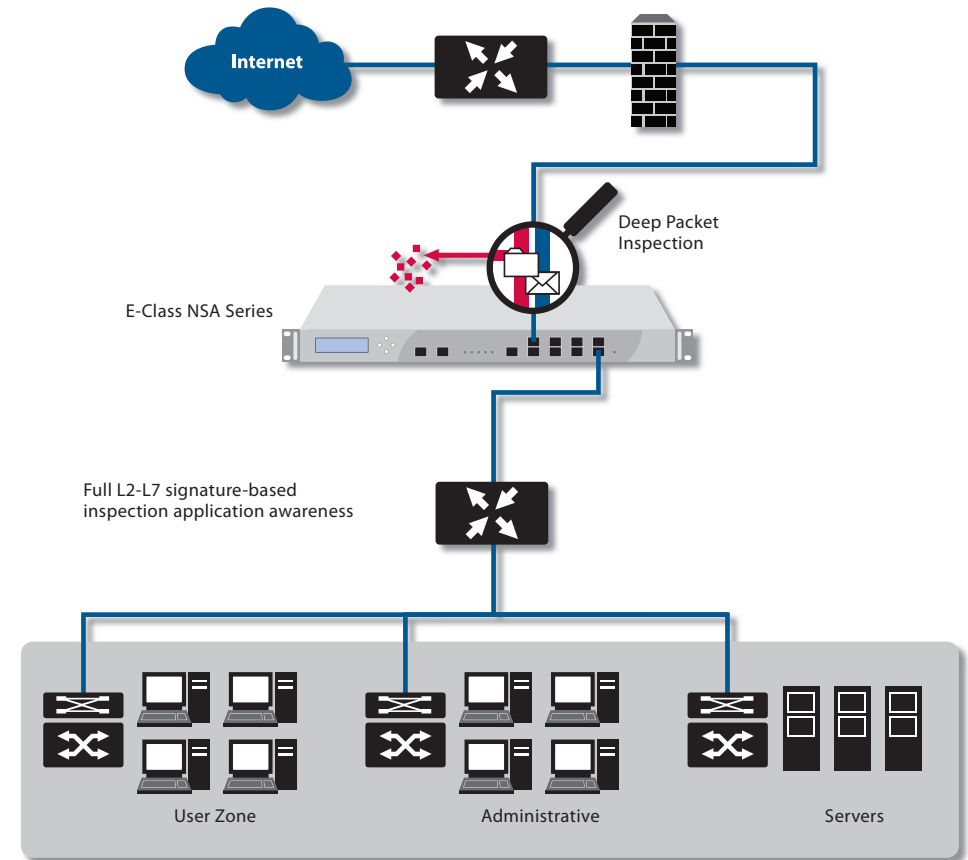 Internet
Deep Packet
Inspection
E-Class NSA Series
Full L2-L7 signature-based
inspection application awareness
User Zone
Administrative
Servers